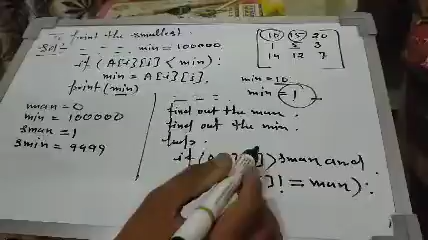 To print the smallest.
Sol:- - - - min = 100000
if (A[i][j] < min):
min = A[i][j].
print(min)
10 15 20
1 5 3
14 12 7
min = 10
min = 1
max = 0
min = 100000
smax = 1
smin = 9999
find out the max.
find out the min.
if (A ] > smax and
]! = max):